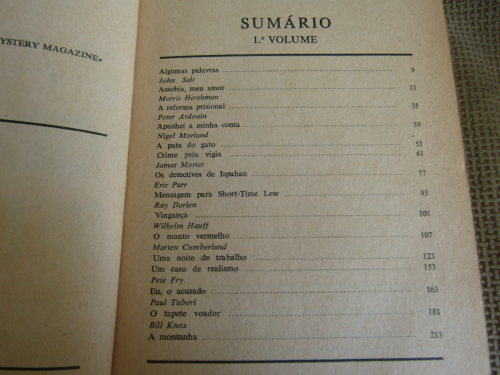 YSTERY MAGAZINE.
SUMÁRIO
1.º VOLUME
Algumas palavras 9
John Salt
Assobia, meu amor 11
Morris Hershman
A reforma prisional 35
Peter Ardouin
Apanhei a minha conta 39
Nigel Morland
A pata do gato 51
Crime pela vigia 61
James Morier
Os detectives de Ispahan 77
Eric Parr
Mensagem para Short-Time Lew 93
Ray Dorien
Vingança 101
Wilhelm Hauff
O manto vermelho 107
Marten Cumberland
Uma noite de trabalho 123
Um caso de realismo 153
Pete Fry
Eu, o acusado 163
Paul Tabori
O tapete voador 181
Bill Knox
A montanha 213